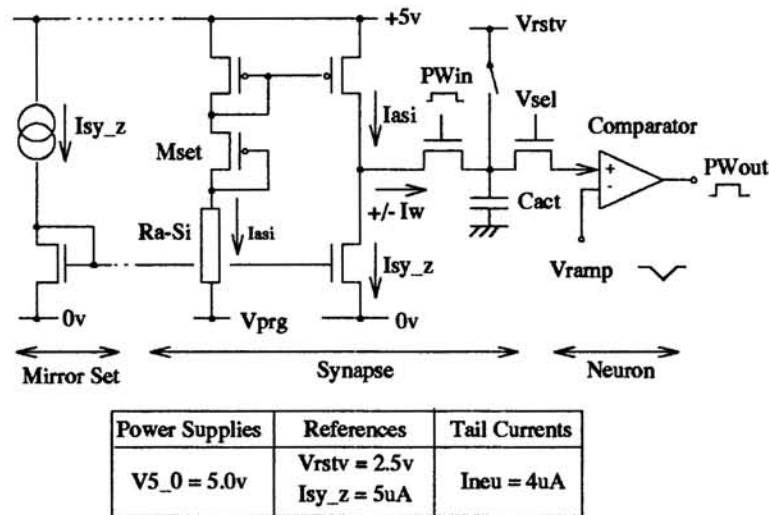 +5v
Vrstv
PWin
Isy_z
Iasi
Vsel
Mset
Comparator
PWout
+
-
Ra-Si
Iasi
+/- Iw
Cact
Isy_z
Vramp
0v
Vprg
0v
Mirror Set
Synapse
Neuron
Power Supplies References Tail Currents
V5_0 = 5.0v Vrstv = 2.5v Ineu = 4uA
Isy_z = 5uA